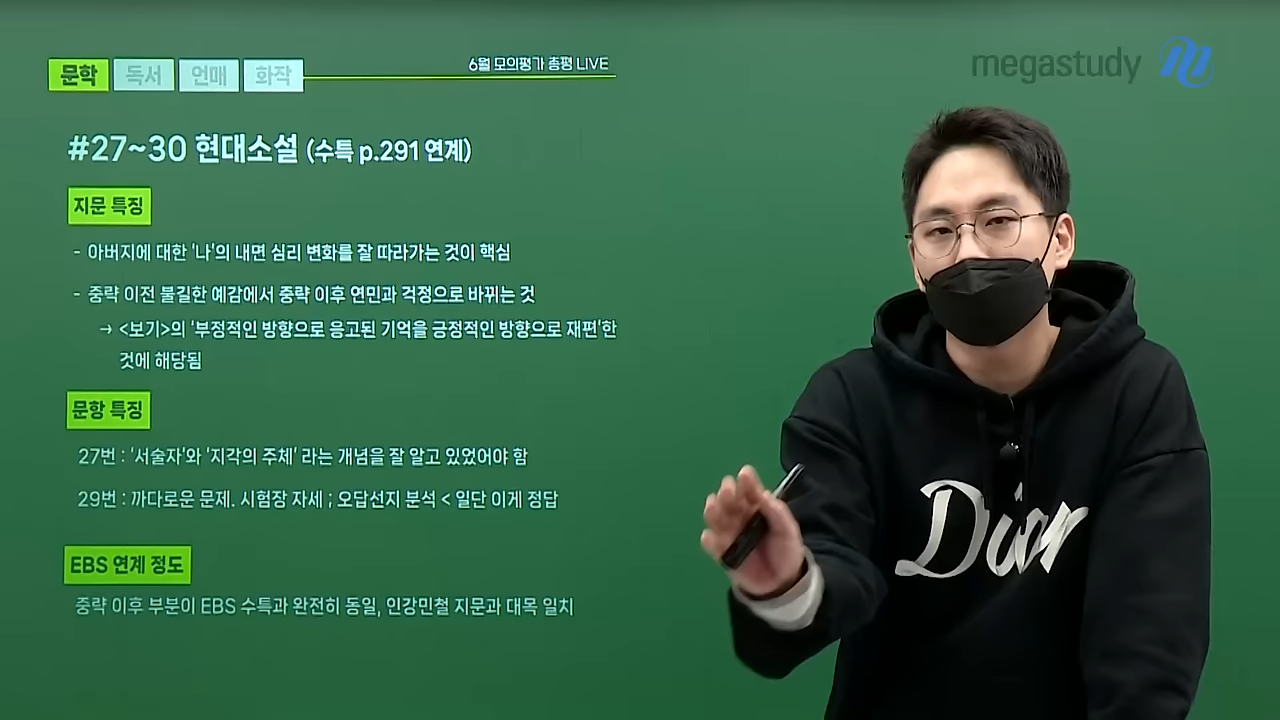 문학 독서 언매 화작
6월 모의평가 총평 LIVE
megastudy m
#27~30 현대소설 (수특 p.291 연계)
지문 특징
- 아버지에 대한 '나'의 내면 심리 변화를 잘 따라가는 것이 핵심
- 중략 이전 불길한 예감에서 중략 이후 연민과 걱정으로 바뀌는 것
→ <보기>의 '부정적인 방향으로 응고된 기억을 긍정적인 방향으로 재편'한
것에 해당됨
문항 특징
27번 : '서술자'와 '지각의 주체' 라는 개념을 잘 알고 있었어야 함
29번 : 까다로운 문제. 시험장 자세 ; 오답선지 분석 < 일단 이게 정답
EBS 연계 정도
중략 이후 부분이 EBS 수특과 완전히 동일, 인강민철 지문과 대목 일치
Dior